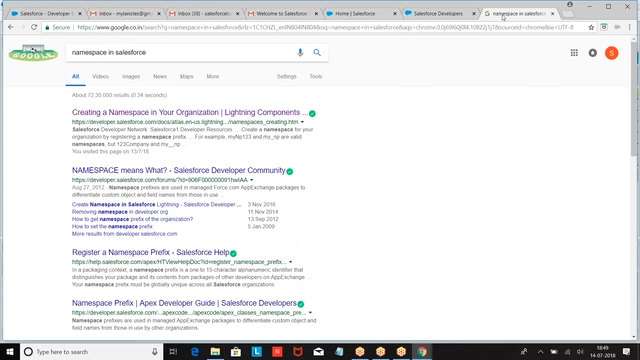 Salesforce - Developer
Inbox - mylanotes@gm
Inbox (38) - salesforce
Welcome to Salesforce
Home | Salesforce
Salesforce Developers
namespace in salesforce
Secure
GOOGLE
namespace in salesforce
All Videos Images News Maps More Settings Tools
S
About 72,30,000 results (0.34 seconds)
Creating a Namespace in Your Organization | Lightning Components ...
https://developer.salesforce.com/docs/atlas.en-us.lightning.../namespaces_creating.htm
Salesforce Developer Network: Salesforce1 Developer Resources. ... Create a namespace for your
organization by registering a namespace prefix. ... For example, myNp123 and my_np are valid
namespaces, but 123Company and my__np ...
You visited this page on 13/7/18
NAMESPACE means What? - Salesforce Developer Community
https://developer.salesforce.com/forums/?id=906F00000009
Aug 27, 2012 - Namespace prefixes are used in managed Force.com AppExchange packages to
differentiate custom object and field names from those in use ...
Create Namespace in Salesforce Lightning - Salesforce Developer ... 3 Nov 2016
Removing namespace in developer org 11 Nov 2014
How to get namespace prefix of the organization? 13 Sep 2012
How to set the namespace prefix 5 Jan 2009
More results from developer.salesforce.com
Register a Namespace Prefix - Salesforce Help
https://help.salesforce.com/apex/HTViewHelpDoc?id=register_namespace_prefix...
In a packaging context, a namespace prefix is a one to 15-character alphanumeric identifier that
distinguishes your package and its contents from packages of other developers on AppExchange. ...
Your namespace prefix must be globally unique across all Salesforce organizations.
Namespace Prefix | Apex Developer Guide | Salesforce Developers
https://developer.salesforce.com/...apexcode.../apexcode/apex_classes_namespace_pre...
Namespace prefixes are used in managed AppExchange packages to differentiate custom object and
field names from those in use by other organizations.
Type here to search
18:49
14-07-2018